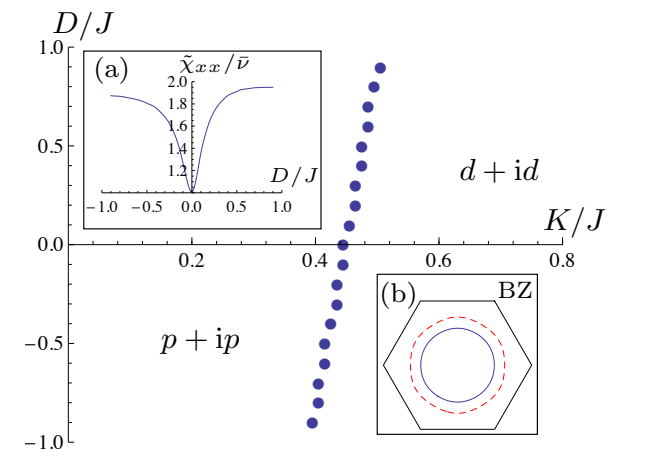 D/J
1.0
(a)
χ̃xx/ν̄
2.0
1.8
1.6
1.4
1.2
D/J
−1.0 −0.5 0.0 0.5 1.0
0.5
d + id
K/J
0.0
0.2 0.4 0.6 0.8
(b)
BZ
p + ip
−0.5
−1.0